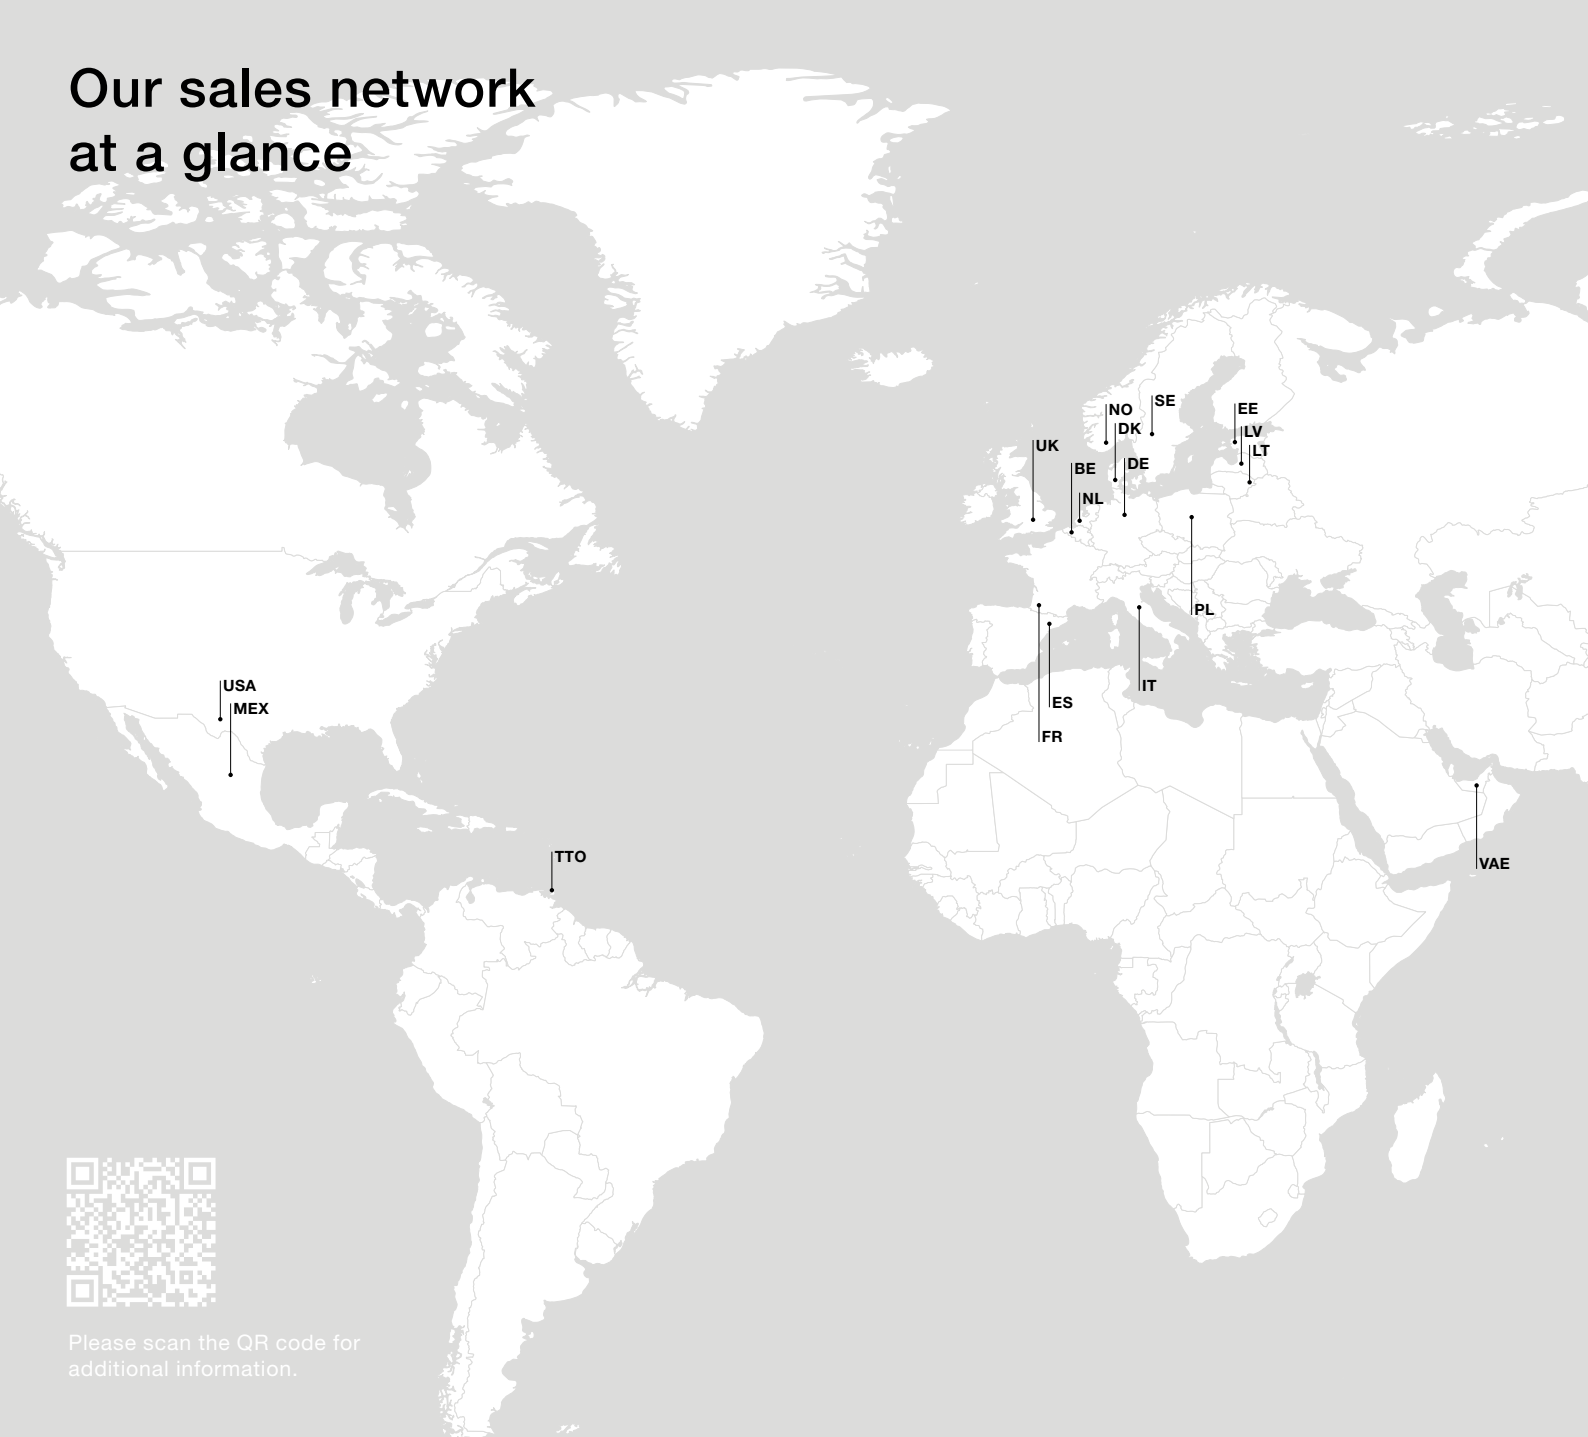 Our sales network
at a glance
SE
NO
EE
DK
LV
UK
LT
DE
BE
NL
PL
USA
IT
ES
MEX
FR
TTO
VAE
Please scan the QR code for
additional information.